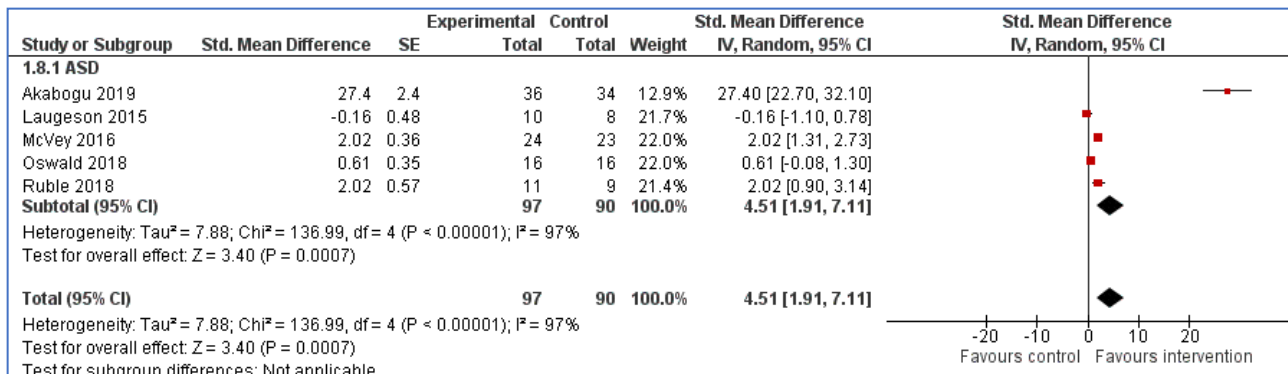 Experimental Control Std. Mean Difference Std. Mean Difference
Study or Subgroup Std. Mean Difference SE Total Total Weight IV, Random, 95% CI IV, Random, 95% CI
1.8.1 ASD
Akabogu 2019 27.4 2.4 36 34 12.9% 27.40 [22.70, 32.10]
Laugeson 2015 -0.16 0.48 10 8 21.7% -0.16 [-1.10, 0.78]
McVey 2016 2.02 0.36 24 23 22.0% 2.02 [1.31, 2.73]
Oswald 2018 0.61 0.35 16 16 22.0% 0.61 [-0.08, 1.30]
Ruble 2018 2.02 0.57 11 9 21.4% 2.02 [0.90, 3.14]
Subtotal (95% CI) 97 90 100.0% 4.51 [1.91, 7.11]
Heterogeneity: Tau² = 7.88; Chi² = 136.99, df = 4 (P < 0.00001); I² = 97%
Test for overall effect: Z = 3.40 (P = 0.0007)
Total (95% CI) 97 90 100.0% 4.51 [1.91, 7.11]
Heterogeneity: Tau² = 7.88; Chi² = 136.99, df = 4 (P < 0.00001); I² = 97%
Test for overall effect: Z = 3.40 (P = 0.0007)
Test for subgroup differences: Not applicable
-20 -10 0 10 20
Favours control Favours intervention